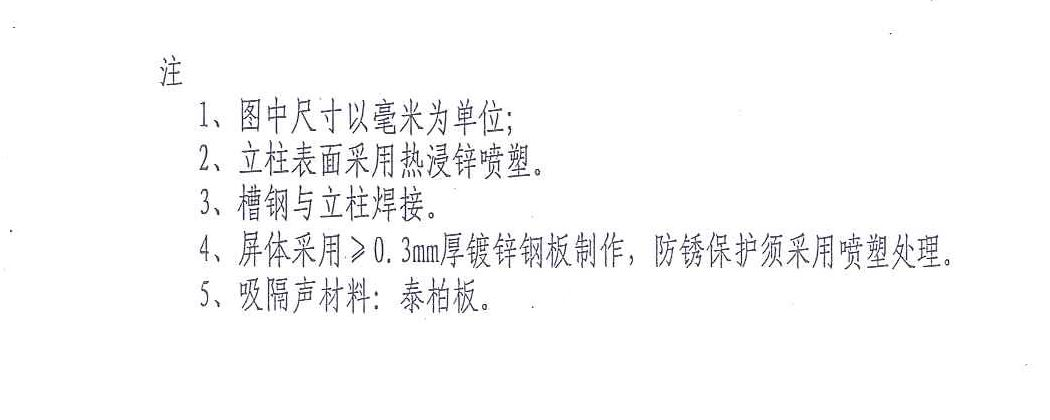 注
1、图中尺寸以毫米为单位;
2、立柱表面采用热浸锌喷塑。
3、槽钢与立柱焊接。
4、屏体采用≥0.3mm厚镀锌钢板制作，防锈保护须采用喷塑处理。
5、吸隔声材料：泰柏板。